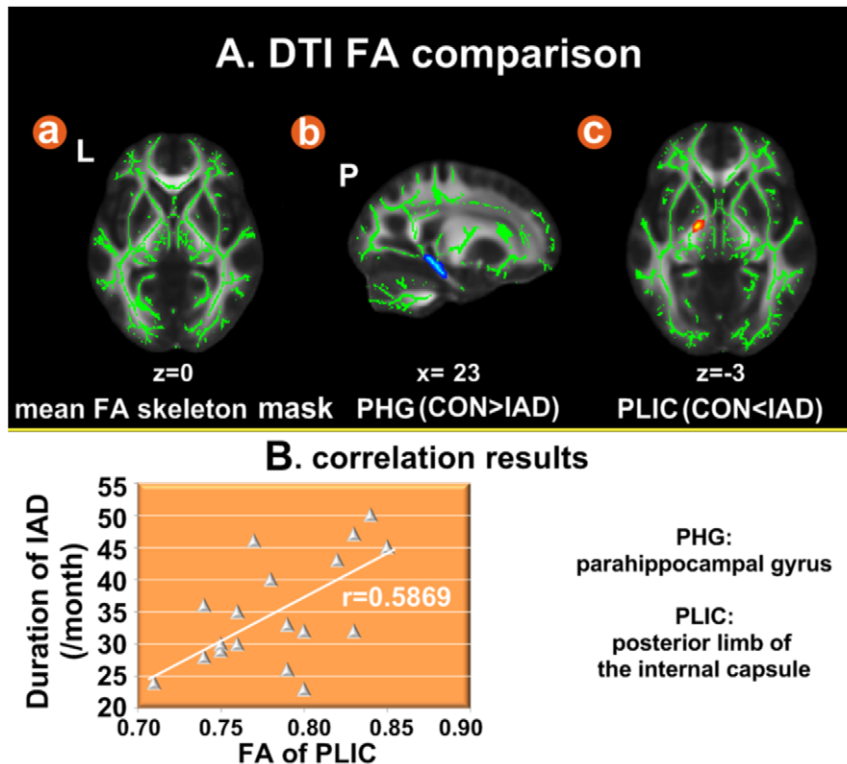 A. DTI FA comparison
a
b
c
L
P
z=0
x= 23
z=-3
mean FA skeleton mask
PHG(CON>IAD)
PLIC(CON<IAD)
B. correlation results
Duration of IAD
(/month)
55
50
45
40
35
30
25
20
r=0.5869
0.70
0.75
0.80
0.85
0.90
FA of PLIC
PHG:
parahippocampal gyrus
PLIC:
posterior limb of
the internal capsule